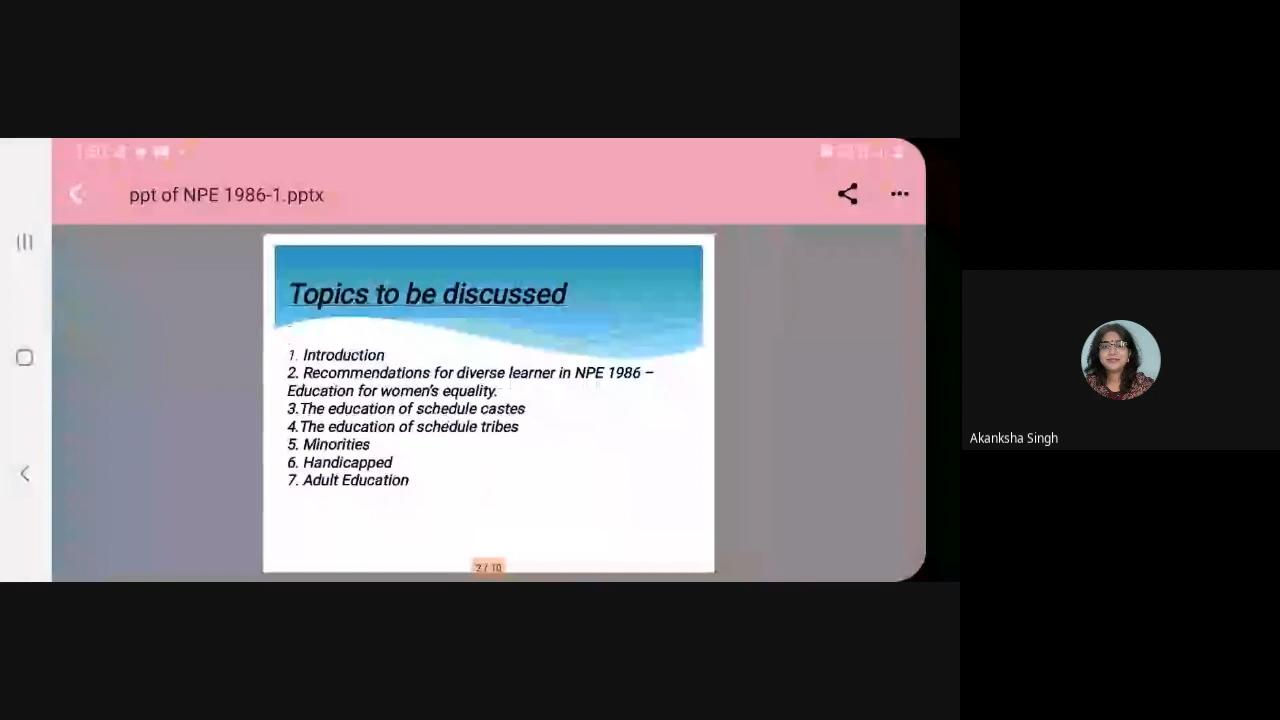 ppt of NPE 1986-1.pptx
Topics to be discussed
1. Introduction
2. Recommendations for diverse learner in NPE 1986 –
Education for women's equality.
3.The education of schedule castes
4.The education of schedule tribes
5. Minorities
6. Handicapped
7. Adult Education
2 / 10
Akanksha Singh